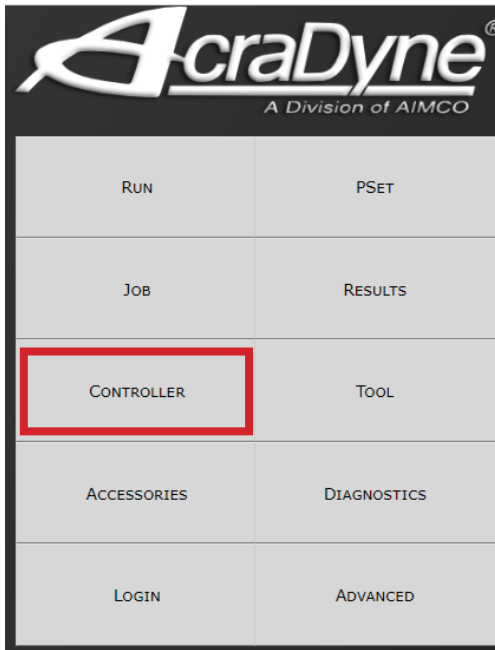 AcraDyne®
A Division of AIMCO
RUN
PSET
JOB
RESULTS
CONTROLLER
TOOL
ACCESSORIES
DIAGNOSTICS
LOGIN
ADVANCED